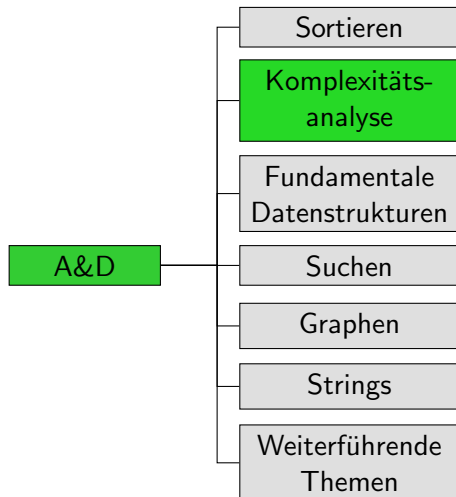 Sortieren
Komplexitäts-
analyse
Fundamentale
Datenstrukturen
A&D
Suchen
Graphen
Strings
Weiterführende
Themen